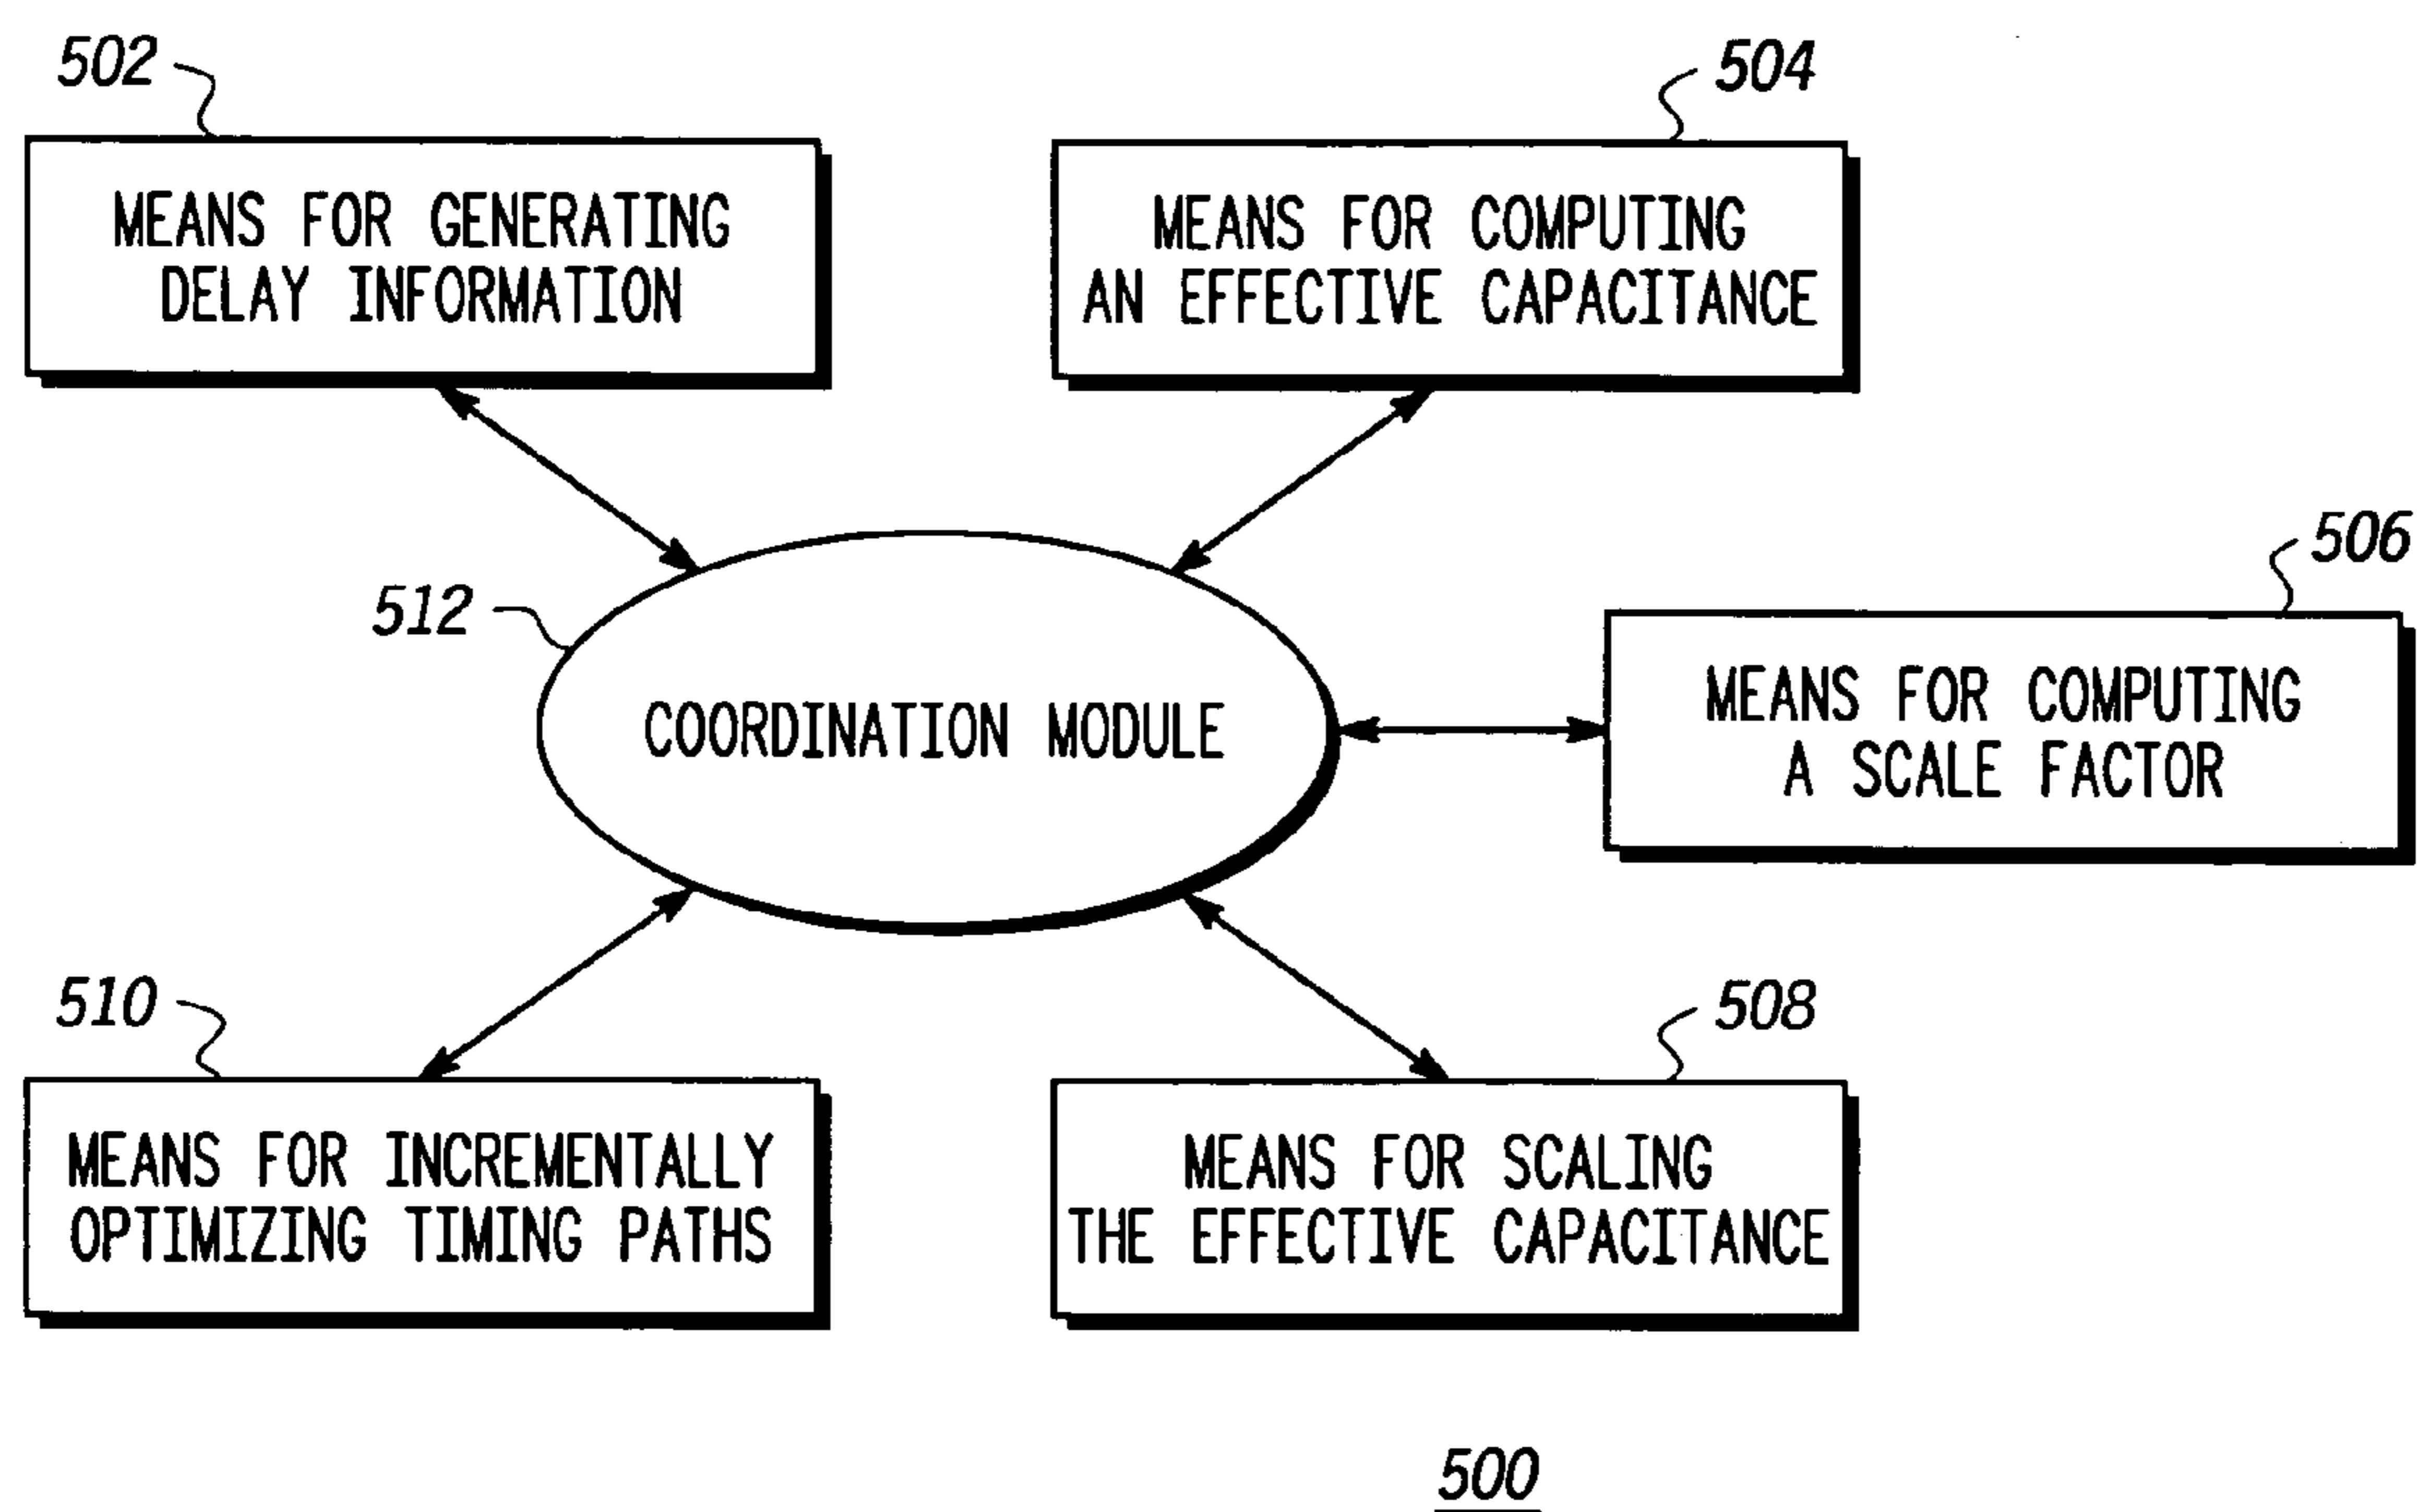 502
504
MEANS FOR GENERATING
DELAY INFORMATION
MEANS FOR COMPUTING
AN EFFECTIVE CAPACITANCE
506
512
MEANS FOR COMPUTING
A SCALE FACTOR
COORDINATION MODULE
510
508
MEANS FOR INCREMENTALLY
OPTIMIZING TIMING PATHS
MEANS FOR SCALING
THE EFFECTIVE CAPACITANCE
500